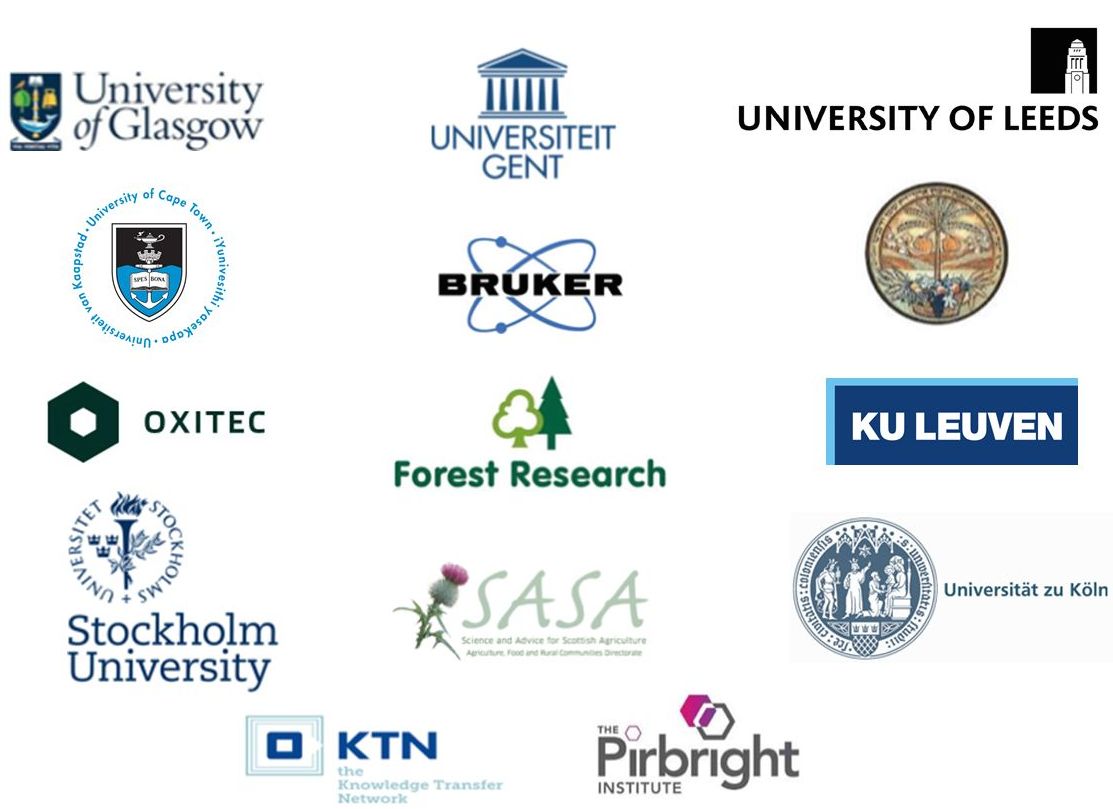 University
of Glasgow
UNIVERSITEIT
GENT
UNIVERSITY OF LEEDS
University of Cape Town · iYunivesithi yaseKapa · Universiteit van Kaapstad ·
SPES BONA
BRUKER
OXITEC
Forest Research
KU LEUVEN
STOCKHOLMS UNIVERSITET
Stockholm
University
SASA
Science and Advice for Scottish Agriculture
Agriculture, Food and Rural Communities Directorate
Universität zu Köln
KTN
the
Knowledge Transfer
Network
THE
Pirbright
INSTITUTE